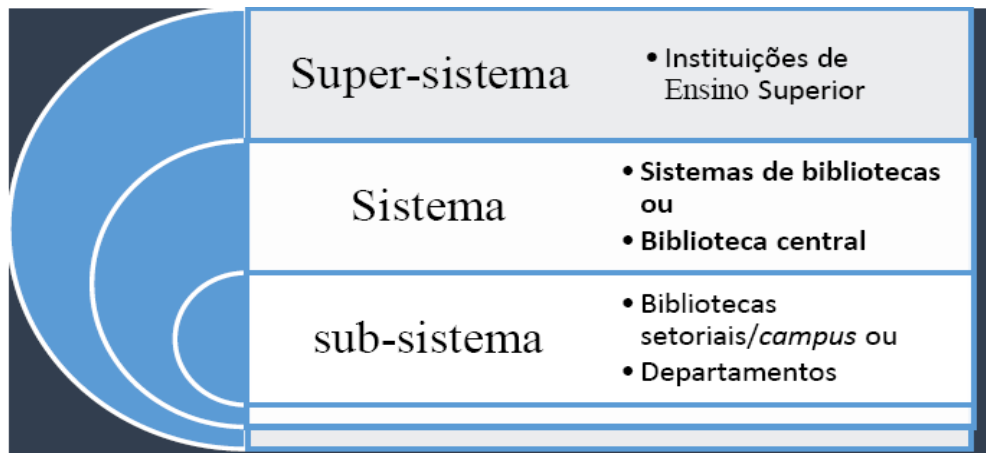 Super-sistema
• Instituições de
Ensino Superior
Sistema
• Sistemas de bibliotecas
ou
• Biblioteca central
sub-sistema
• Bibliotecas
setoriais/campus ou
• Departamentos